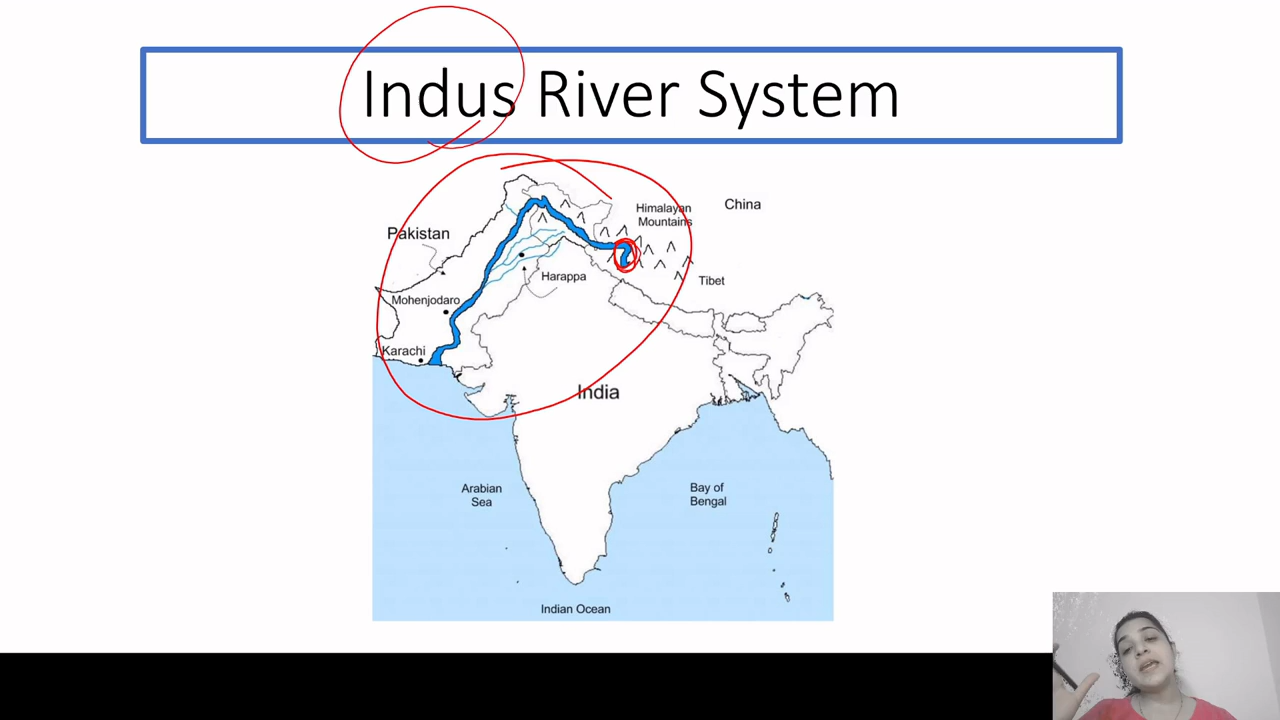 Indus River System
China
Himalayan
Mountains
Pakistan
Tibet
Harappa
Mohenjodaro
Karachi
India
Arabian
Sea
Bay of
Bengal
Indian Ocean